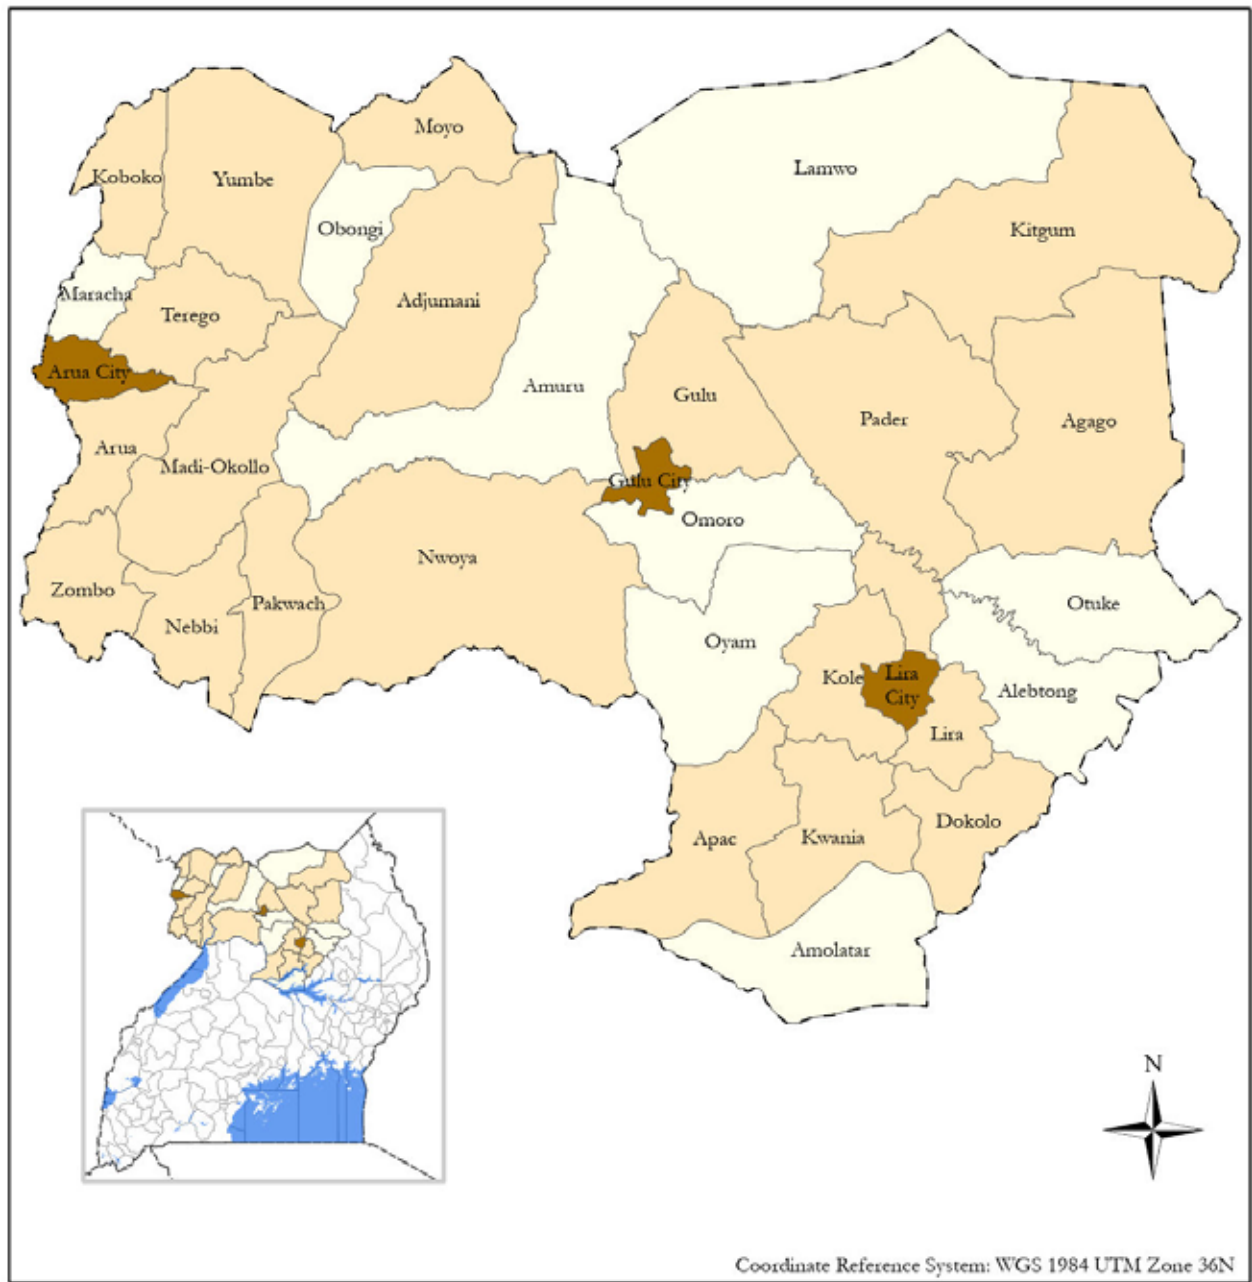 Moyo
Lamwo
Koboko
Yumbe
Obongi
Kitgum
Maracha
Terego
Adjumani
Arua City
Amuru
Gulu
Pader
Agago
Arua
Madi-Okollo
Gulu City
Omoro
Nwoya
Zombo
Pakwach
Otuke
Nebbi
Oyam
Kole
Lira
City
Alebtong
Lira
Apac
Kwania
Dokolo
Amolatar
N
Coordinate Reference System: WGS 1984 UTM Zone 36N